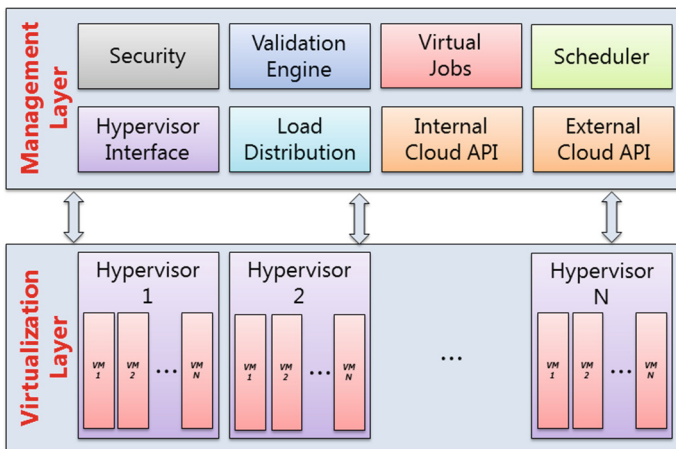 Management
Layer
Security
Validation
Engine
Virtual
Jobs
Scheduler
Hypervisor
Interface
Load
Distribution
Internal
Cloud API
External
Cloud API
Virtualization
Layer
Hypervisor
1
VM
1
VM
2
...
VM
N
Hypervisor
2
VM
1
VM
2
...
VM
N
...
Hypervisor
N
VM
1
VM
2
...
VM
N